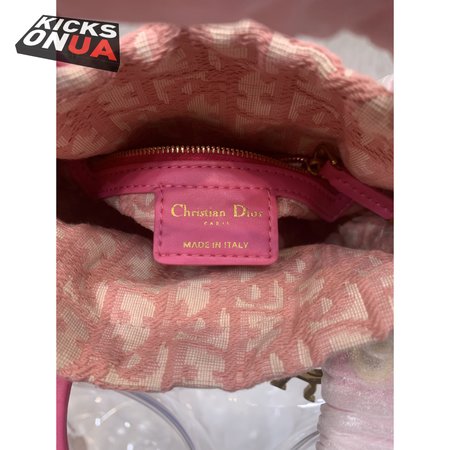 KICKS
ONUA
Christian Dior
PARIS
MADE IN ITALY